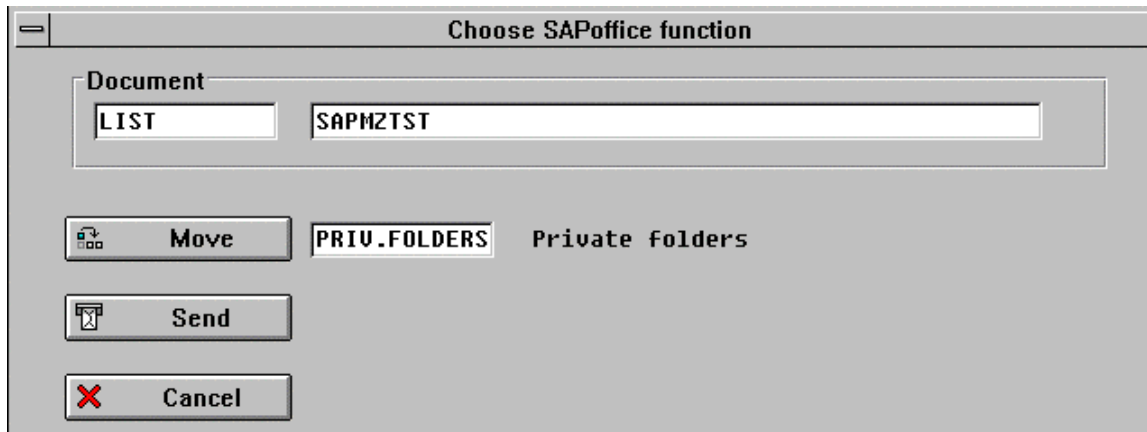 Choose SAPoffice function
Document
LIST SAPMZTST
Move PRIV.FOLDERS Private folders
Send
Cancel